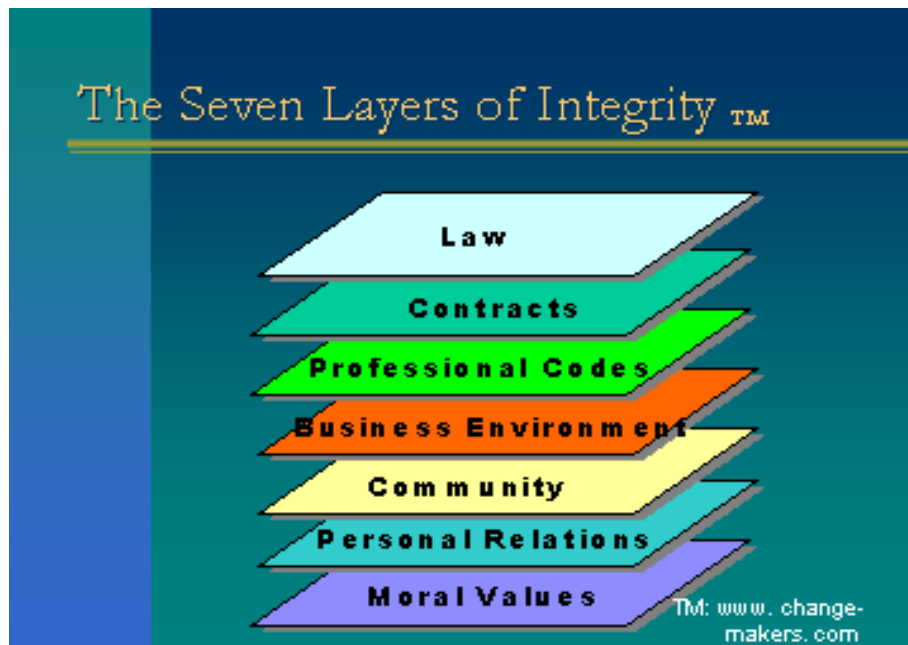 The Seven Layers of Integrity TM
Law
Contracts
Professional Codes
Business Environment
Community
Personal Relations
Moral Values
TM: www. change-
makers. com